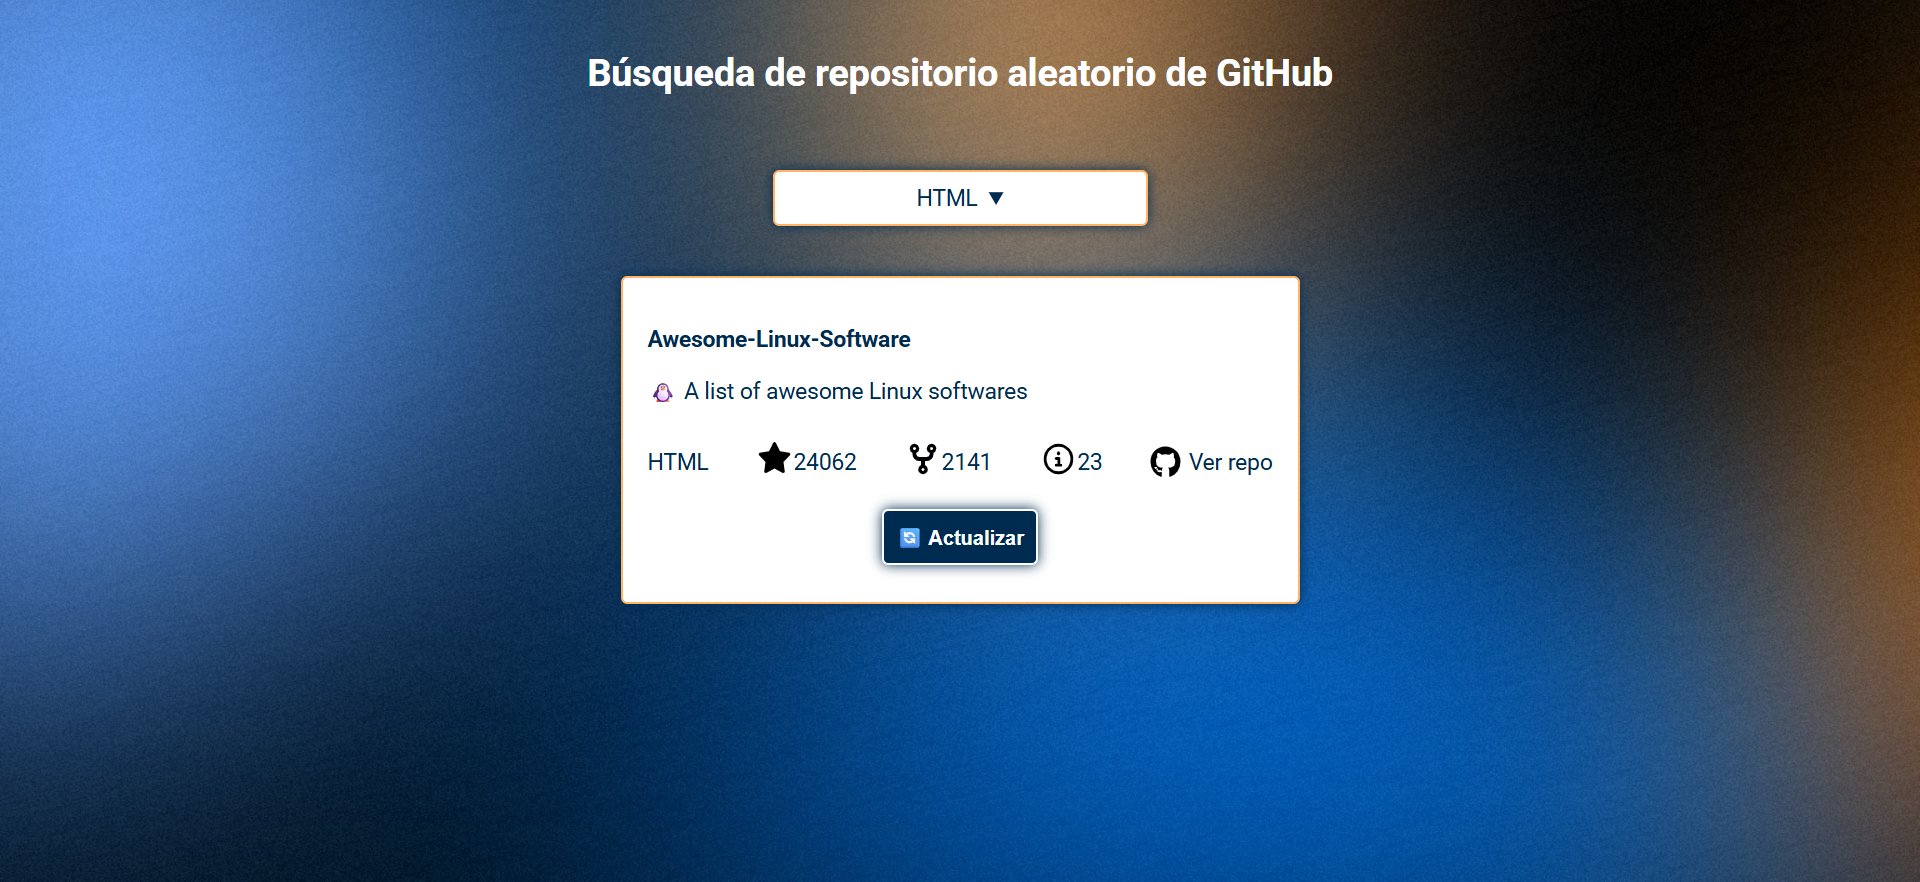 Búsqueda de repositorio aleatorio de GitHub
HTML ▼
Awesome-Linux-Software
🐧 A list of awesome Linux softwares
HTML 24062 2141 23 Ver repo
🔄 Actualizar